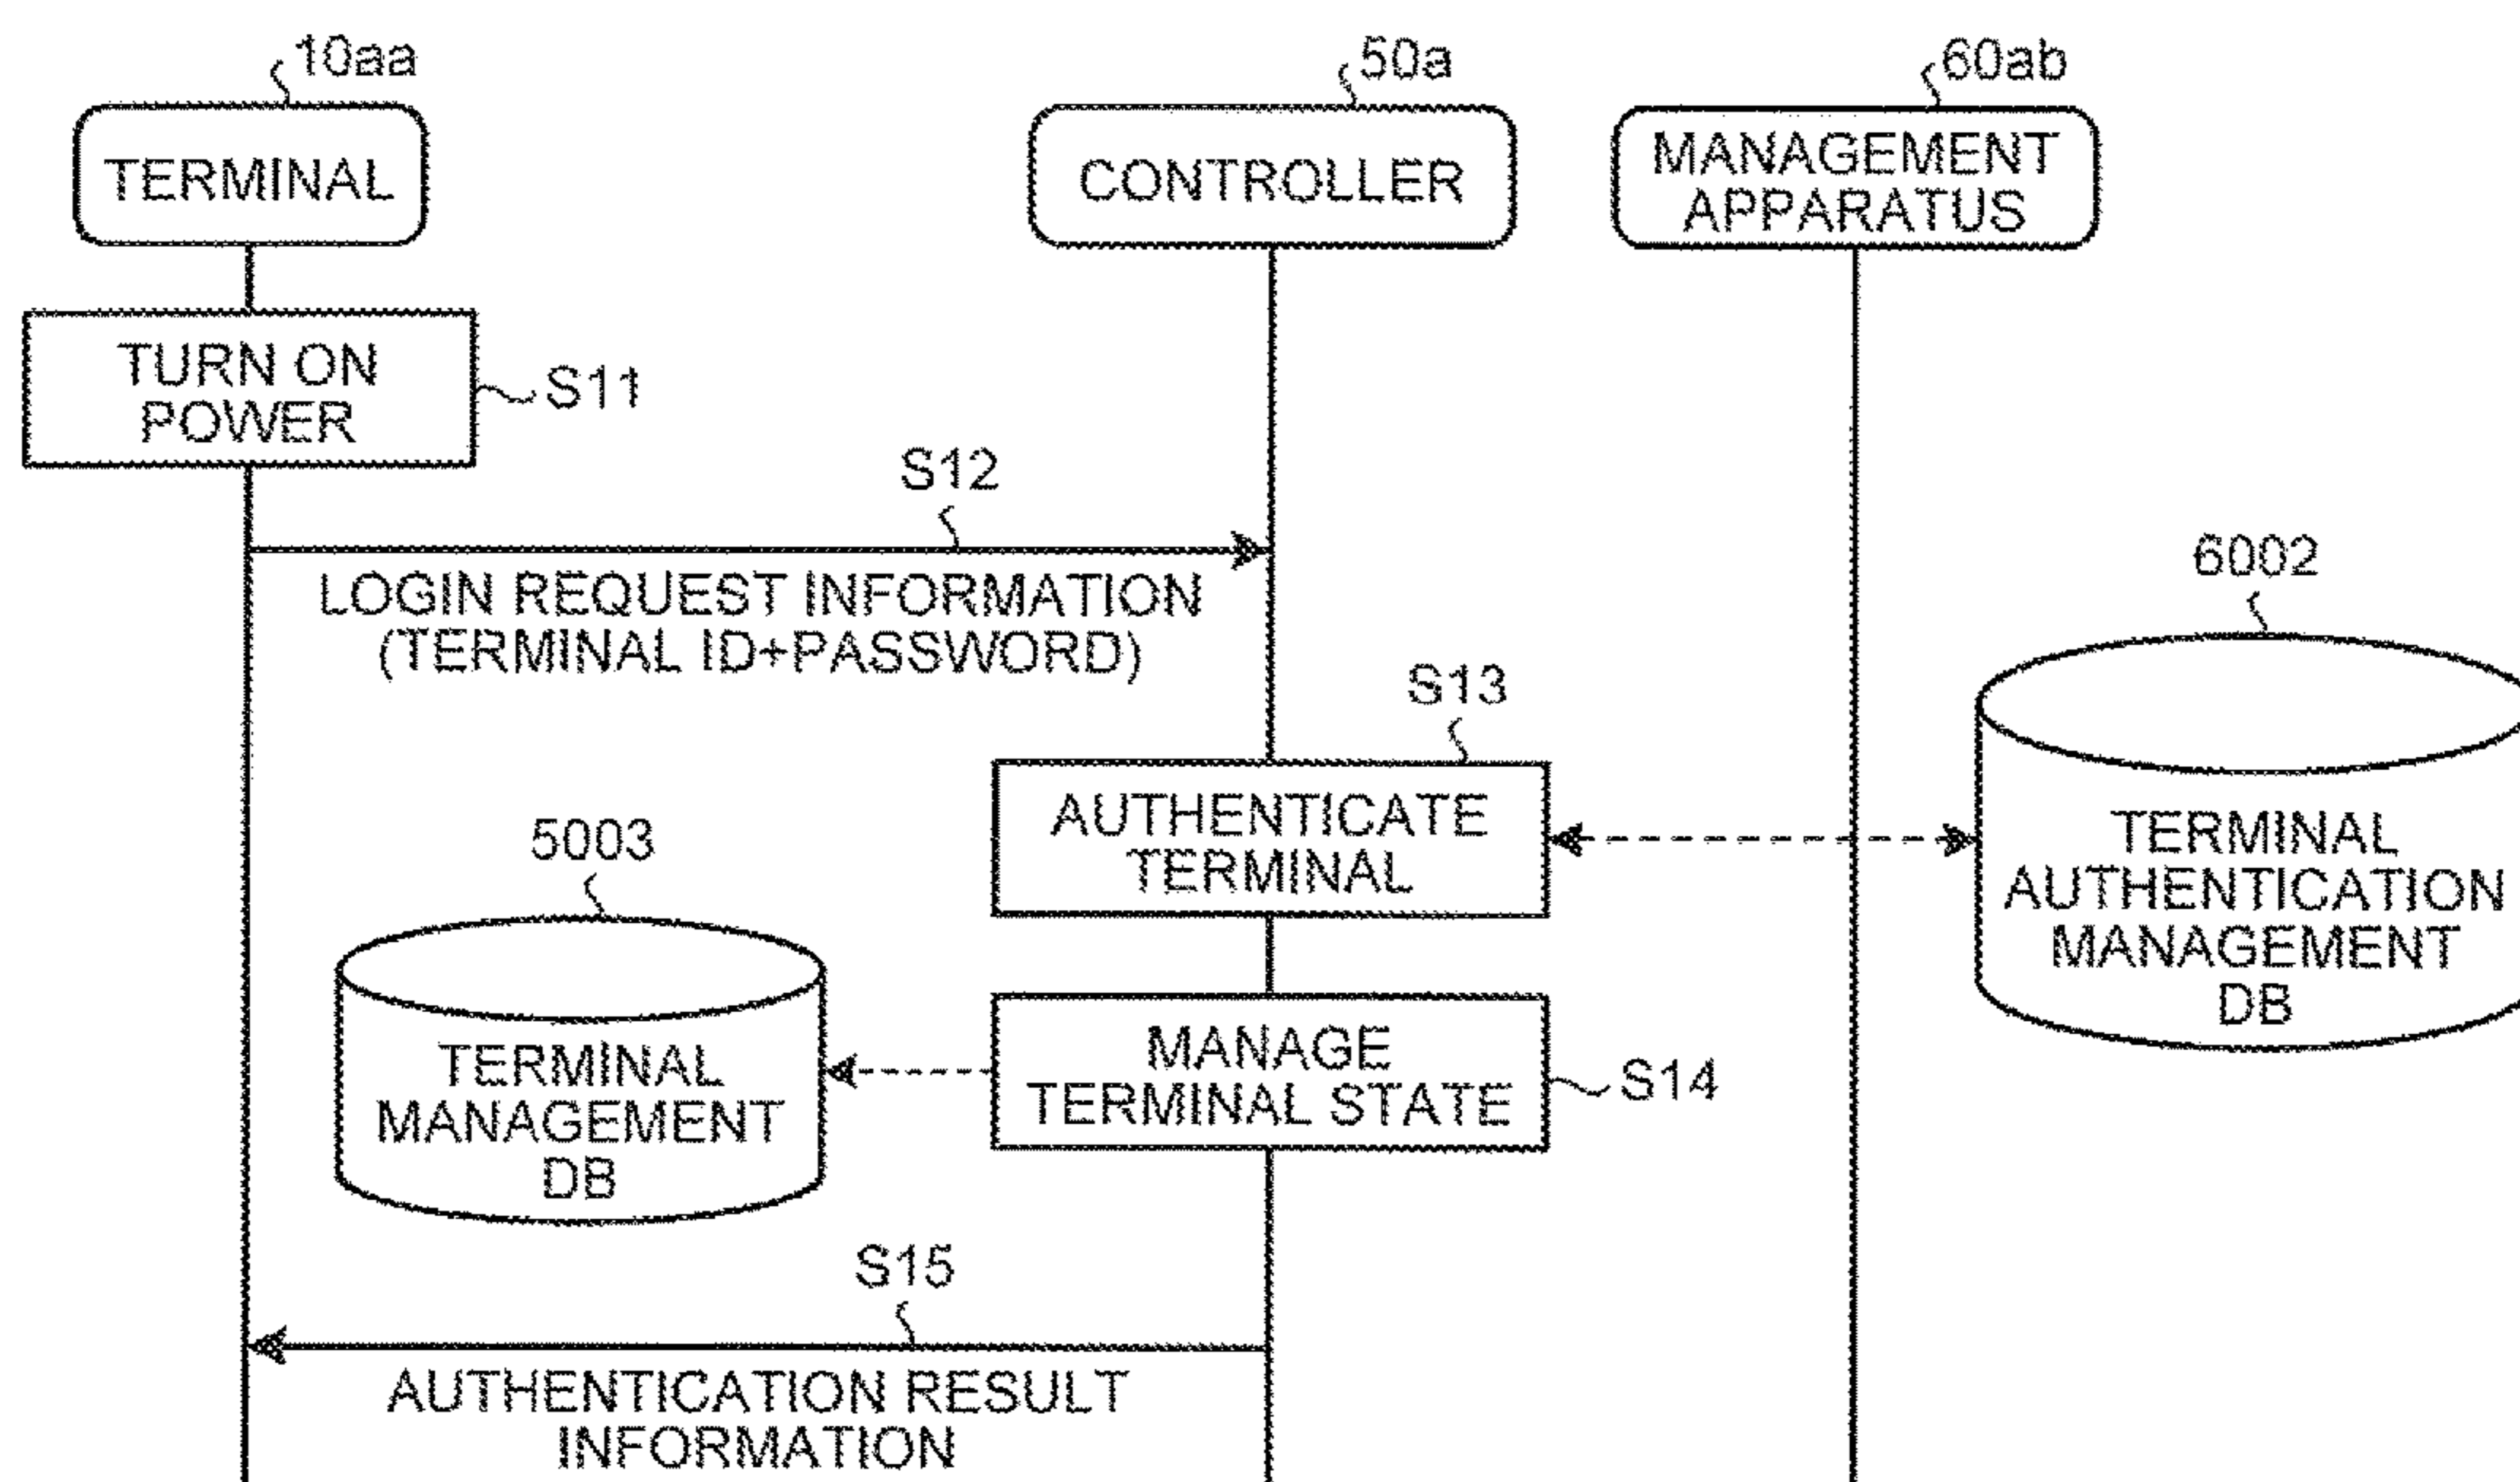 10aa
50a
60ab
TERMINAL
CONTROLLER
MANAGEMENT
APPARATUS
TURN ON
POWER
S11
S12
LOGIN REQUEST INFORMATION
(TERMINAL ID+PASSWORD)
6002
S13
AUTHENTICATE
TERMINAL
TERMINAL
AUTHENTICATION
MANAGEMENT
DB
5003
TERMINAL
MANAGEMENT
DB
MANAGE
TERMINAL STATE
S14
S15
AUTHENTICATION RESULT
INFORMATION